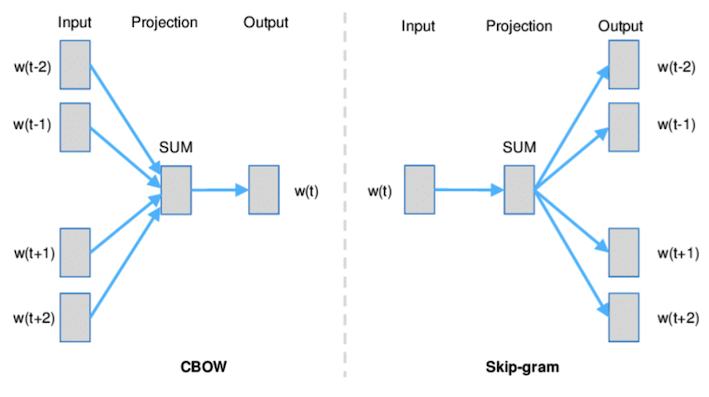 Input Projection Output
w(t-2)
w(t-1)
SUM
w(t)
w(t+1)
w(t+2)
CBOW
Input Projection Output
w(t-2)
w(t-1)
SUM
w(t)
w(t+1)
w(t+2)
Skip-gram